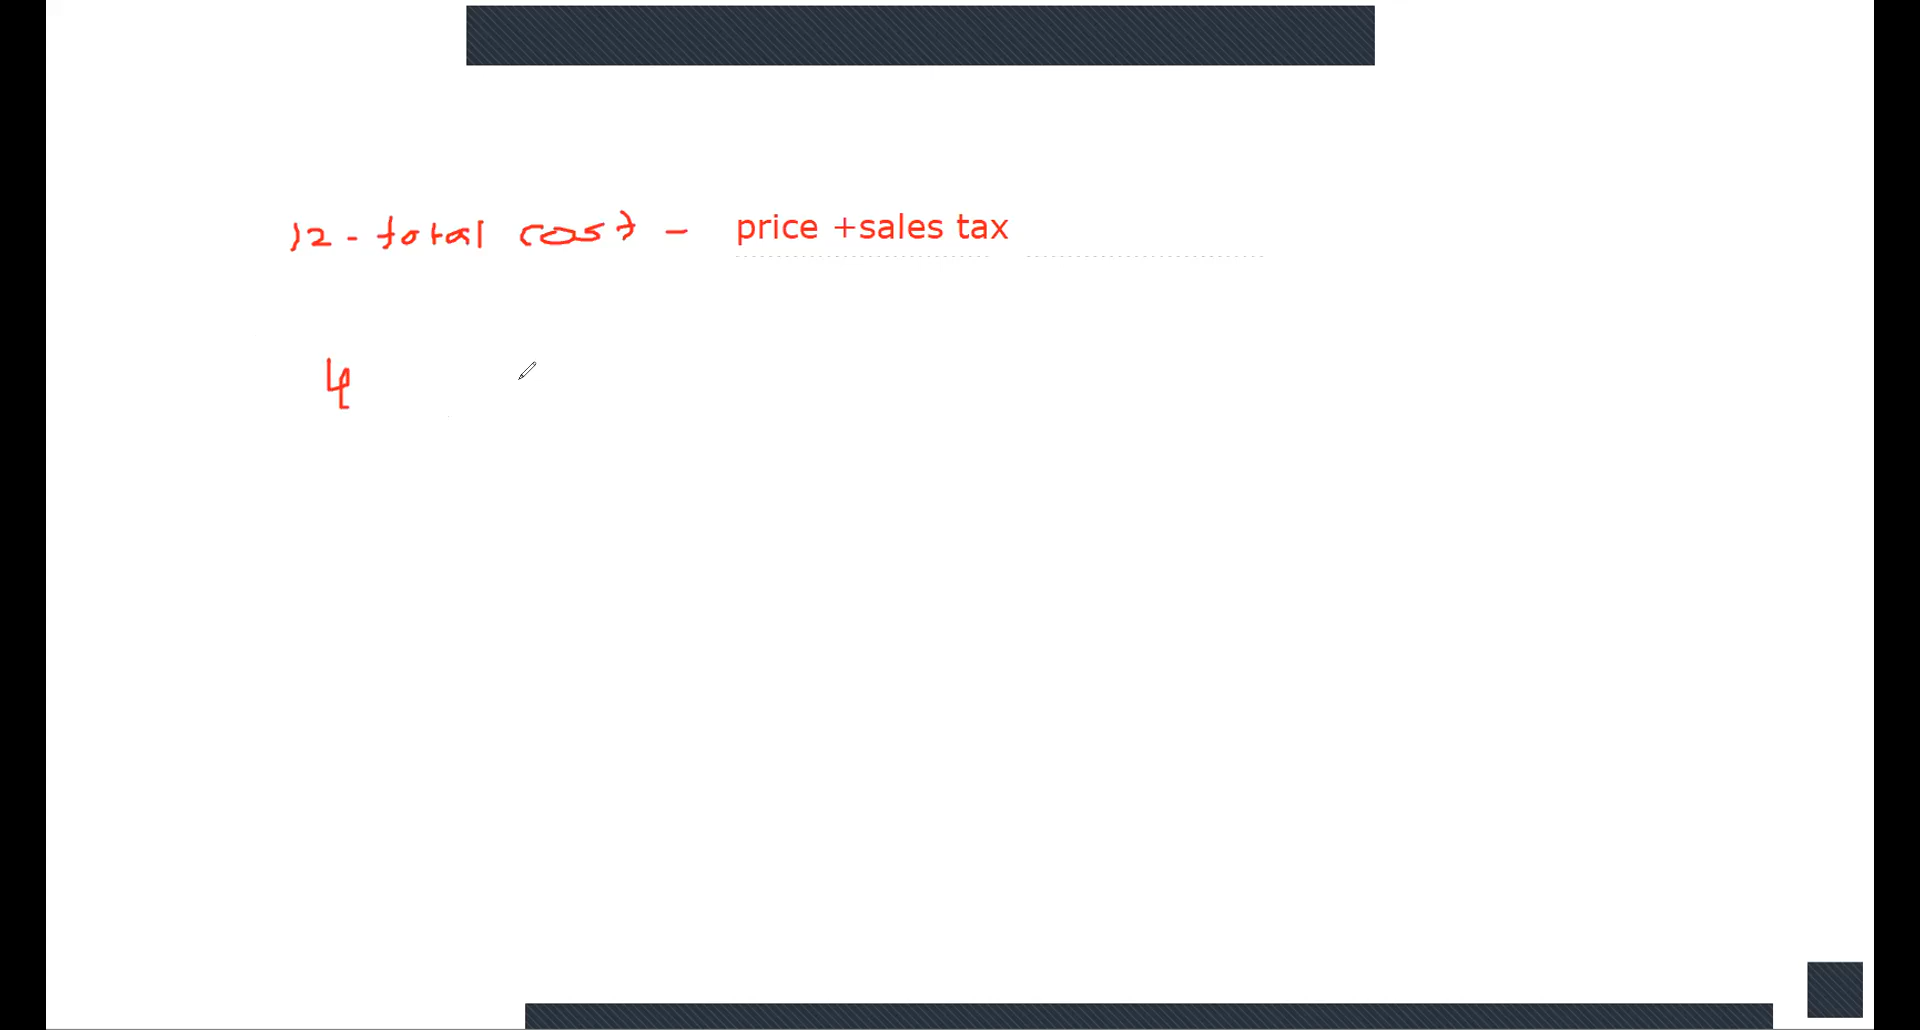 12 - total cost - price +sales tax
4